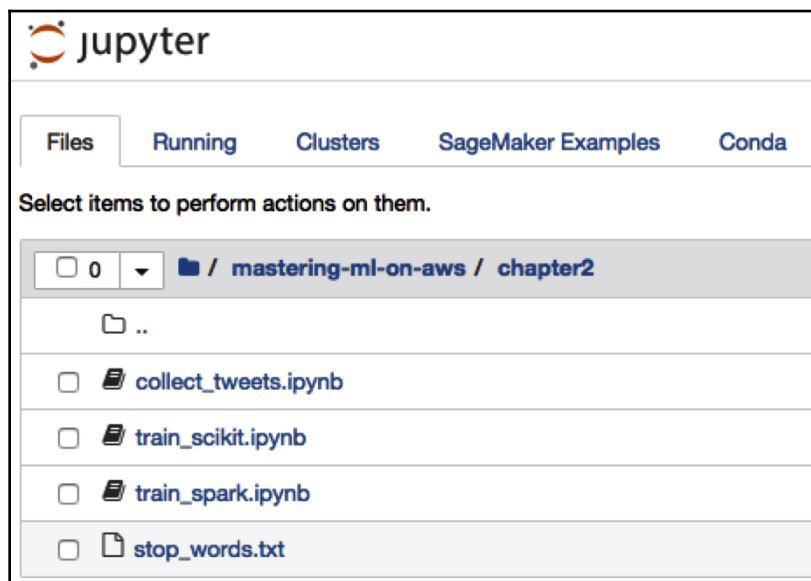 jupyter
Files Running Clusters SageMaker Examples Conda
Select items to perform actions on them.
0 / mastering-ml-on-aws / chapter2
..
collect_tweets.ipynb
train_scikit.ipynb
train_spark.ipynb
stop_words.txt